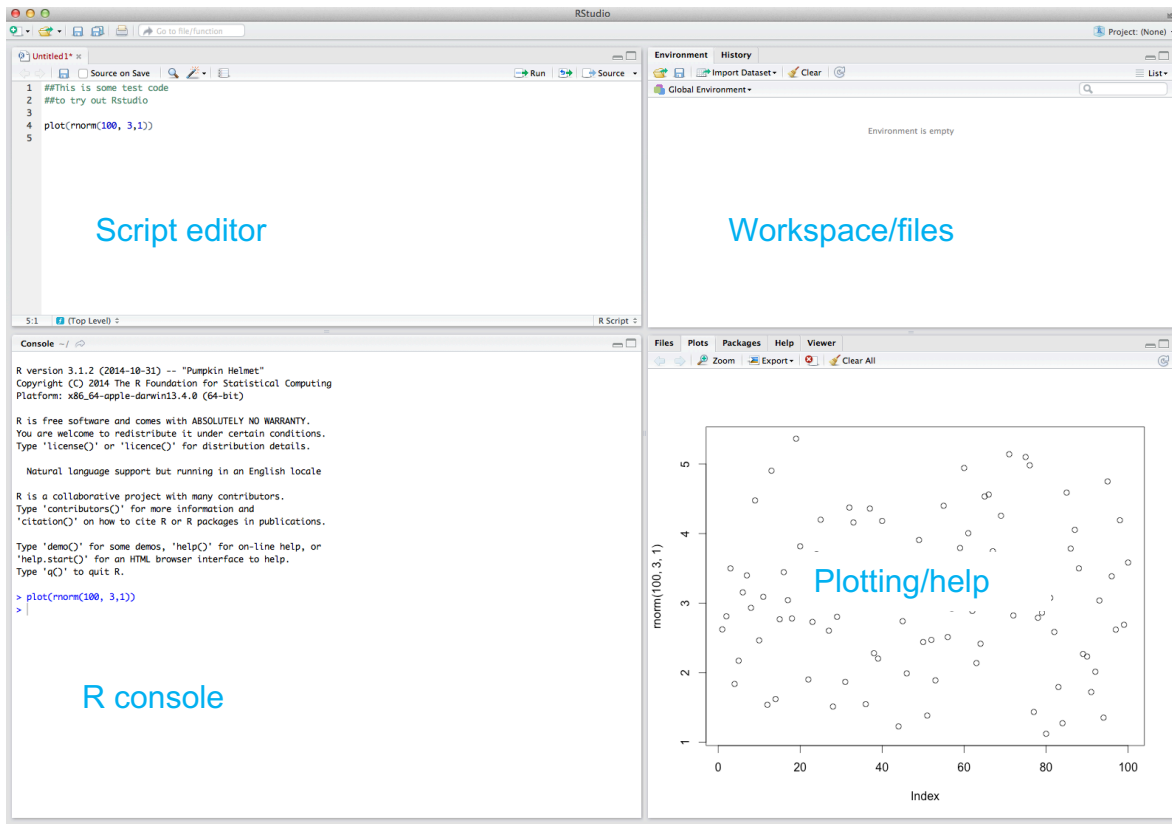 RStudio
Go to file/function
Project: (None)
Untitled1*
Source on Save
Run
Source
1 ##This is some test code
2 ##to try out Rstudio
3
4 plot(rnorm(100, 3,1))
5
Script editor
5:1
(Top Level)
R Script
Environment History
Import Dataset
Clear
List
Global Environment
Environment is empty
Workspace/files
Console ~/
R version 3.1.2 (2014-10-31) -- "Pumpkin Helmet"
Copyright (C) 2014 The R Foundation for Statistical Computing
Platform: x86_64-apple-darwin13.4.0 (64-bit)
R is free software and comes with ABSOLUTELY NO WARRANTY.
You are welcome to redistribute it under certain conditions.
Type 'license()' or 'licence()' for distribution details.
Natural language support but running in an English locale
R is a collaborative project with many contributors.
Type 'contributors()' for more information and
'citation()' on how to cite R or R packages in publications.
Type 'demo()' for some demos, 'help()' for on-line help, or
'help.start()' for an HTML browser interface to help.
Type 'q()' to quit R.
> plot(rnorm(100, 3,1))
>
R console
Files Plots Packages Help Viewer
Zoom Export Clear All
rnorm(100, 3, 1)
5
4
3
2
1
Plotting/help
0 20 40 60 80 100
Index